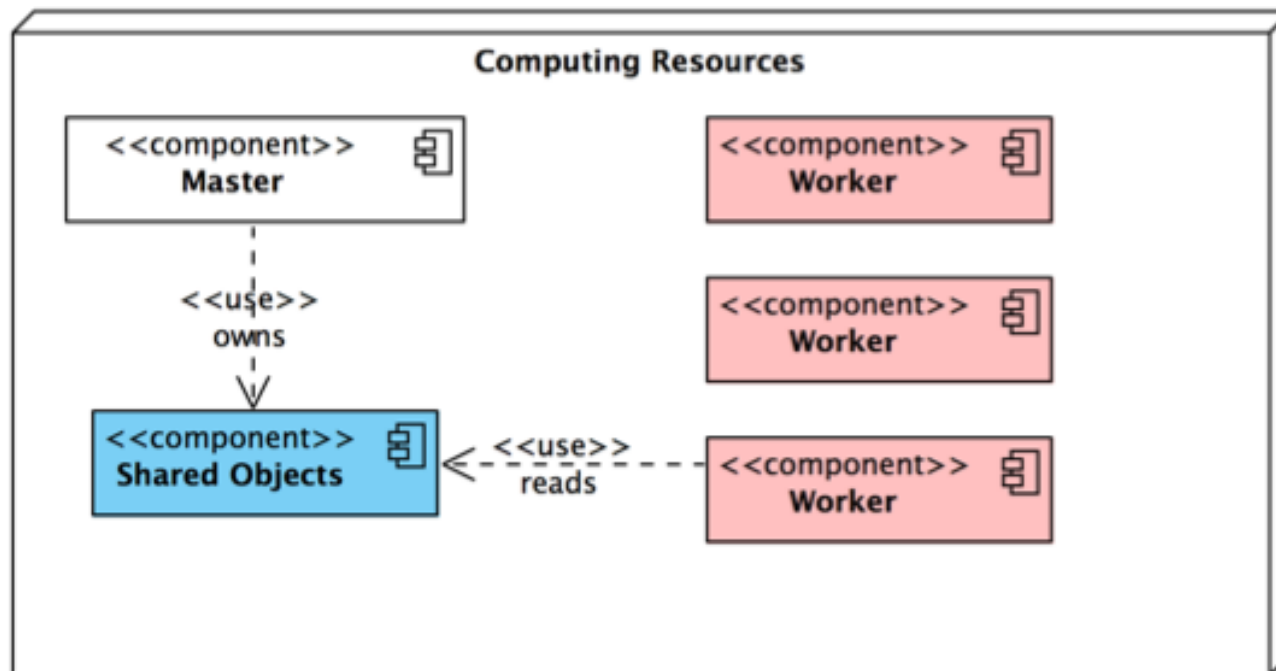 Computing Resources
<<component>>
Master
<<use>>
owns
<<component>>
Shared Objects
<<use>>
reads
<<component>>
Worker
<<component>>
Worker
<<component>>
Worker